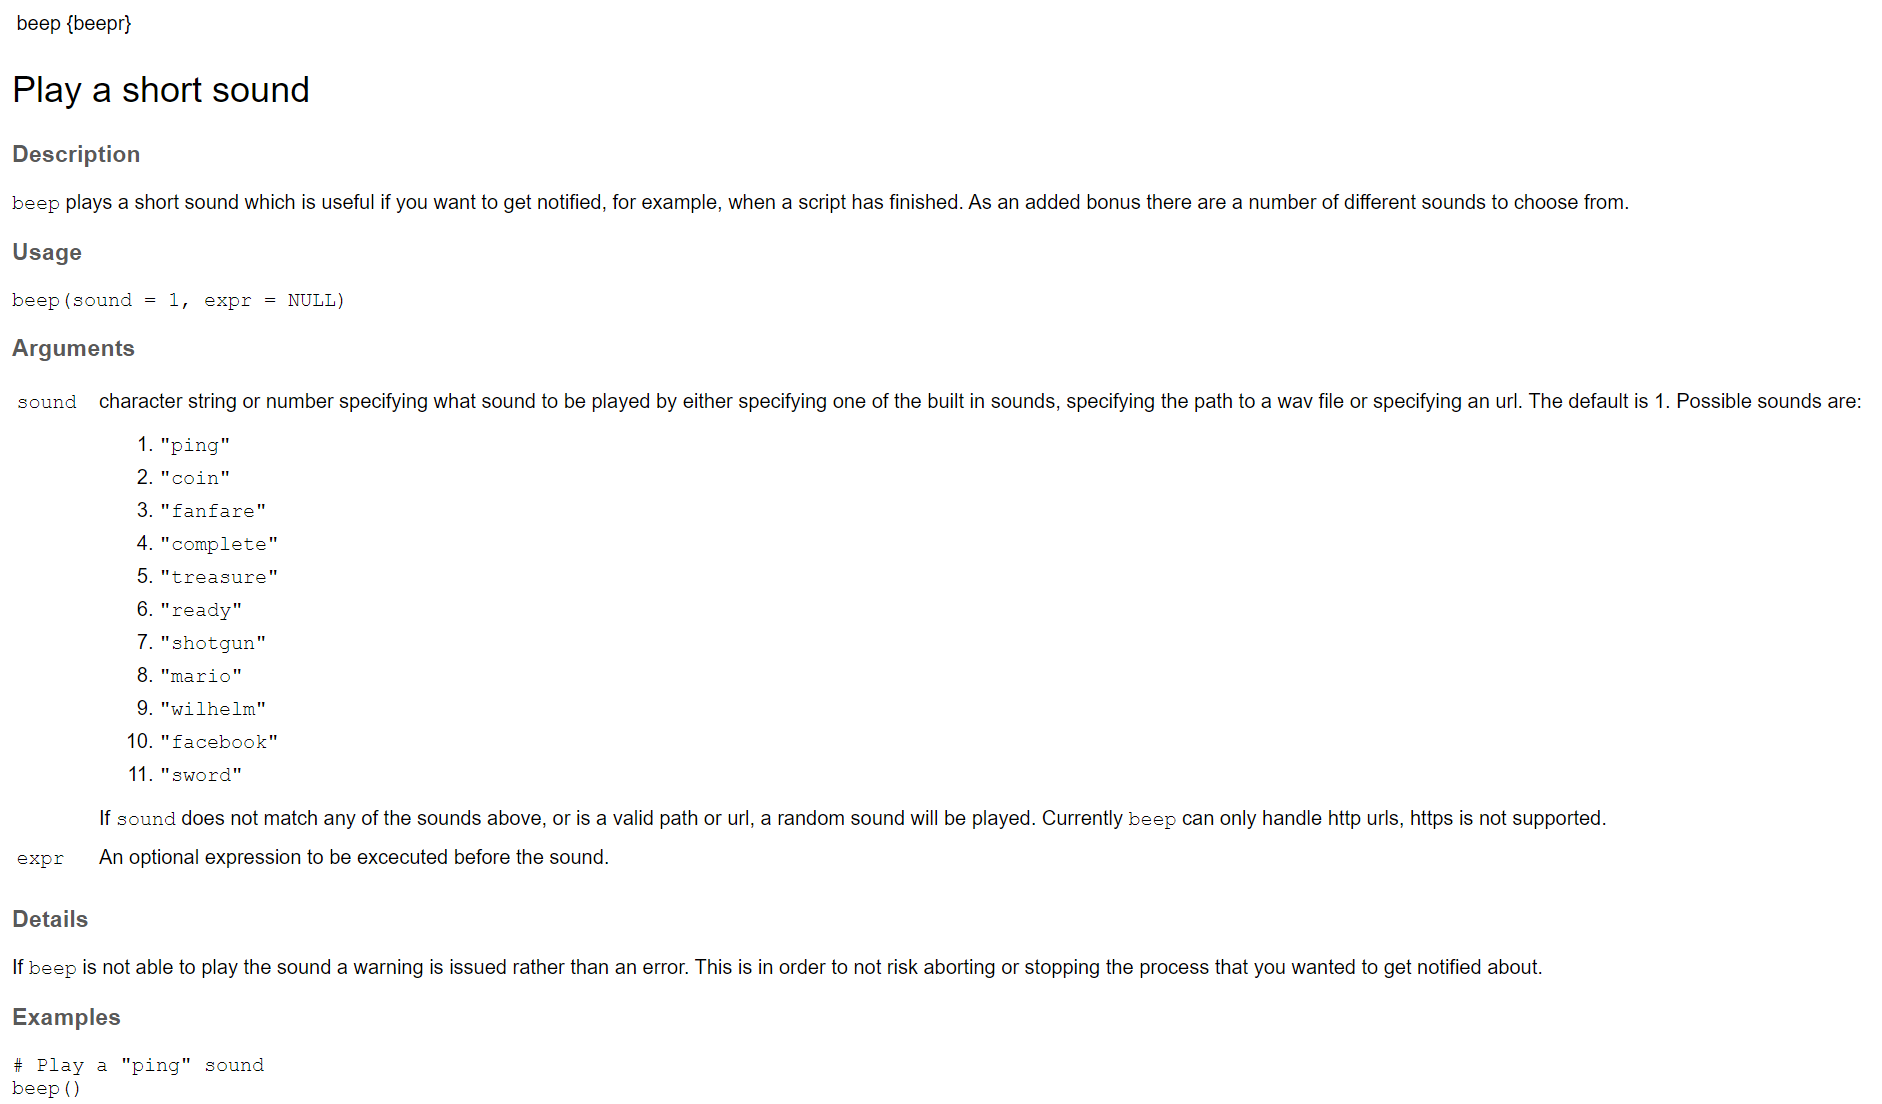 beep {beepr}
Play a short sound
Description
beep plays a short sound which is useful if you want to get notified, for example, when a script has finished. As an added bonus there are a number of different sounds to choose from.
Usage
beep(sound = 1, expr = NULL)
Arguments
sound character string or number specifying what sound to be played by either specifying one of the built in sounds, specifying the path to a wav file or specifying an url. The default is 1. Possible sounds are:
1. "ping"
2. "coin"
3. "fanfare"
4. "complete"
5. "treasure"
6. "ready"
7. "shotgun"
8. "mario"
9. "wilhelm"
10. "facebook"
11. "sword"
If sound does not match any of the sounds above, or is a valid path or url, a random sound will be played. Currently beep can only handle http urls, https is not supported.
expr An optional expression to be excecuted before the sound.
Details
If beep is not able to play the sound a warning is issued rather than an error. This is in order to not risk aborting or stopping the process that you wanted to get notified about.
Examples
# Play a "ping" sound
beep()